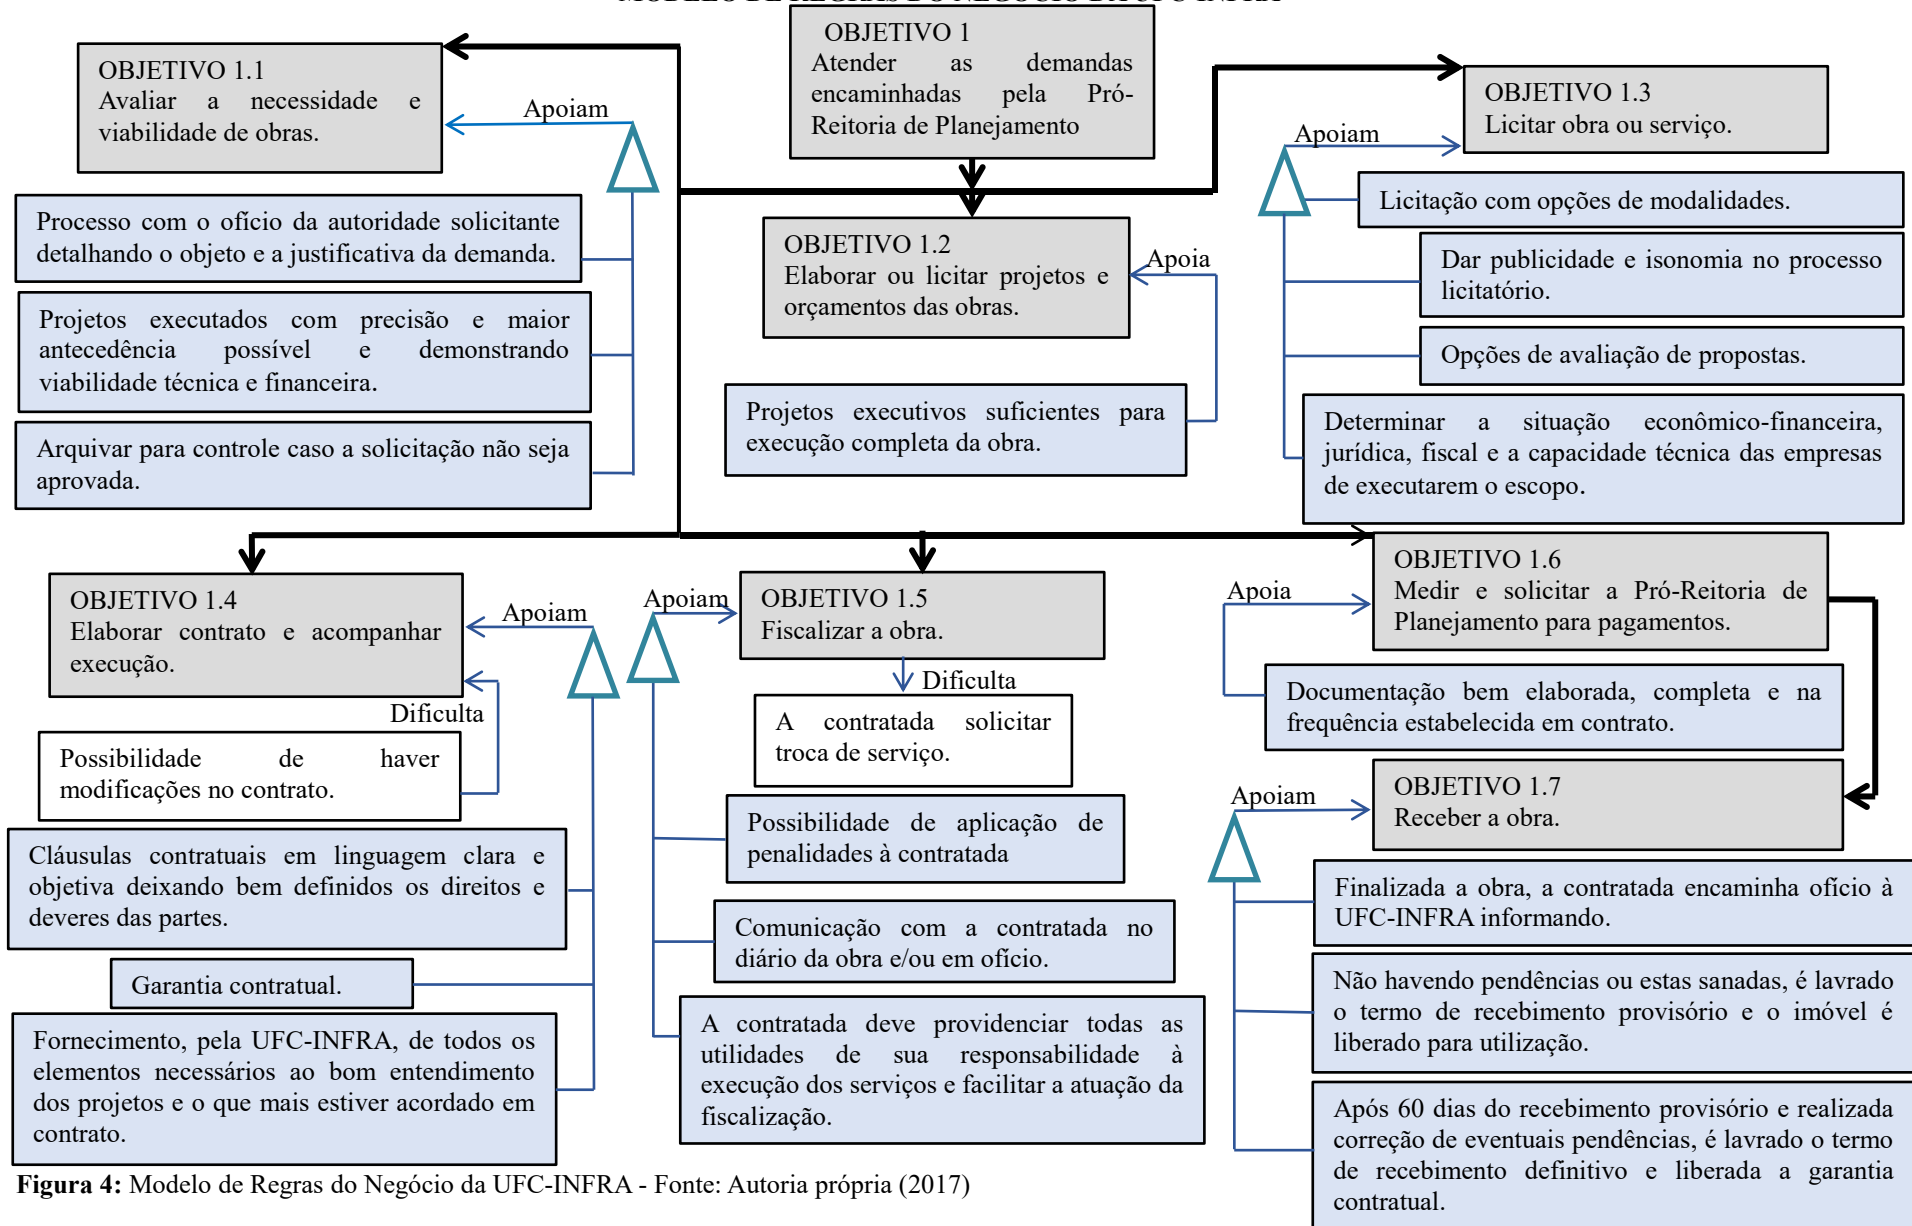 MODELO DE REGRAS DO NEGÓCIO DA UFC-INFRA
OBJETIVO 1
Atender as demandas
encaminhadas pela Pró-
Reitoria de Planejamento
OBJETIVO 1.1
Avaliar a necessidade e
viabilidade de obras.
Apoiam
Processo com o ofício da autoridade solicitante
detalhando o objeto e a justificativa da demanda.
Projetos executados com precisão e maior
antecedência possível e demonstrando
viabilidade técnica e financeira.
Arquivar para controle caso a solicitação não seja
aprovada.
OBJETIVO 1.2
Elaborar ou licitar projetos e
orçamentos das obras.
Apoia
Projetos executivos suficientes para
execução completa da obra.
OBJETIVO 1.3
Licitar obra ou serviço.
Apoiam
Licitação com opções de modalidades.
Dar publicidade e isonomia no processo
licitatório.
Opções de avaliação de propostas.
Determinar a situação econômico-financeira,
jurídica, fiscal e a capacidade técnica das empresas
de executarem o escopo.
OBJETIVO 1.4
Elaborar contrato e acompanhar
execução.
Apoiam
Dificulta
Possibilidade de haver
modificações no contrato.
Cláusulas contratuais em linguagem clara e
objetiva deixando bem definidos os direitos e
deveres das partes.
Garantia contratual.
Fornecimento, pela UFC-INFRA, de todos os
elementos necessários ao bom entendimento
dos projetos e o que mais estiver acordado em
contrato.
Apoiam
OBJETIVO 1.5
Fiscalizar a obra.
Dificulta
A contratada solicitar
troca de serviço.
Possibilidade de aplicação de
penalidades à contratada
Comunicação com a contratada no
diário da obra e/ou em ofício.
A contratada deve providenciar todas as
utilidades de sua responsabilidade à
execução dos serviços e facilitar a atuação da
fiscalização.
OBJETIVO 1.6
Medir e solicitar a Pró-Reitoria de
Planejamento para pagamentos.
Apoia
Documentação bem elaborada, completa e na
frequência estabelecida em contrato.
OBJETIVO 1.7
Receber a obra.
Apoiam
Finalizada a obra, a contratada encaminha ofício à
UFC-INFRA informando.
Não havendo pendências ou estas sanadas, é lavrado
o termo de recebimento provisório e o imóvel é
liberado para utilização.
Após 60 dias do recebimento provisório e realizada
correção de eventuais pendências, é lavrado o termo
de recebimento definitivo e liberada a garantia
contratual.
Figura 4: Modelo de Regras do Negócio da UFC-INFRA - Fonte: Autoria própria (2017)